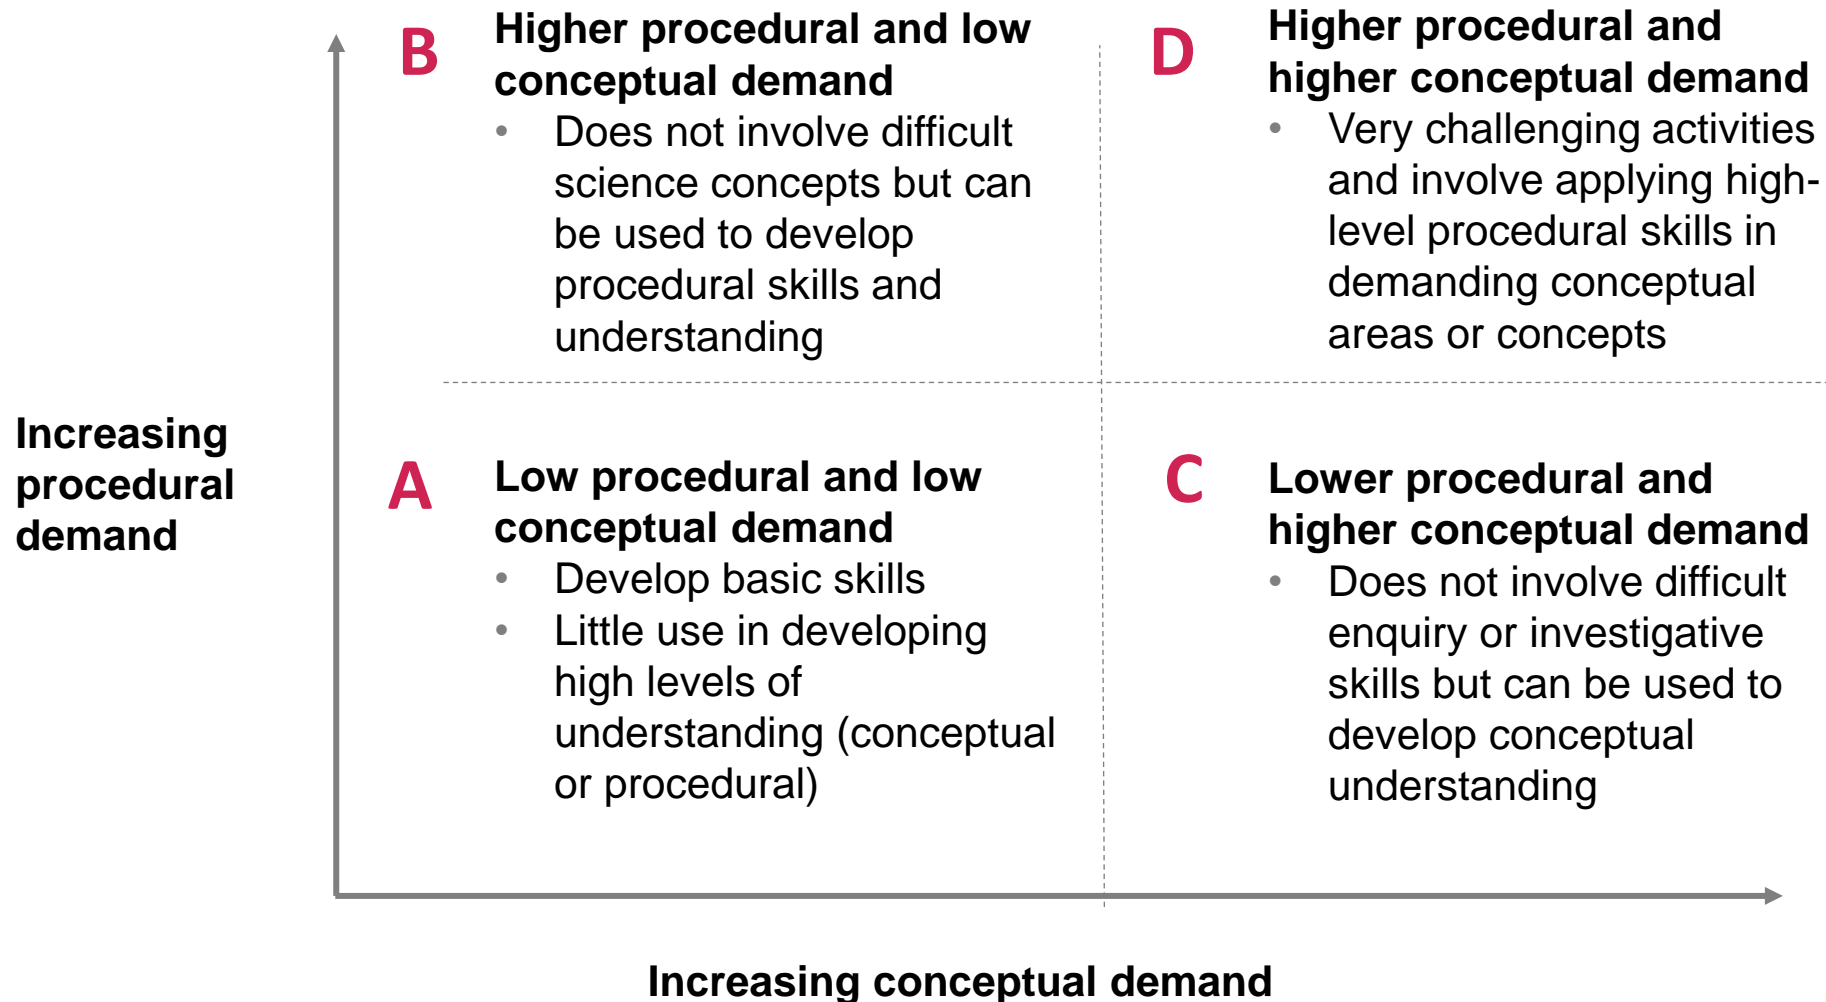 B
Higher procedural and low
conceptual demand
• Does not involve difficult
science concepts but can
be used to develop
procedural skills and
understanding
D
Higher procedural and
higher conceptual demand
• Very challenging activities
and involve applying high-
level procedural skills in
demanding conceptual
areas or concepts
Increasing
procedural
demand
A
Low procedural and low
conceptual demand
• Develop basic skills
• Little use in developing
high levels of
understanding (conceptual
or procedural)
C
Lower procedural and
higher conceptual demand
• Does not involve difficult
enquiry or investigative
skills but can be used to
develop conceptual
understanding
Increasing conceptual demand